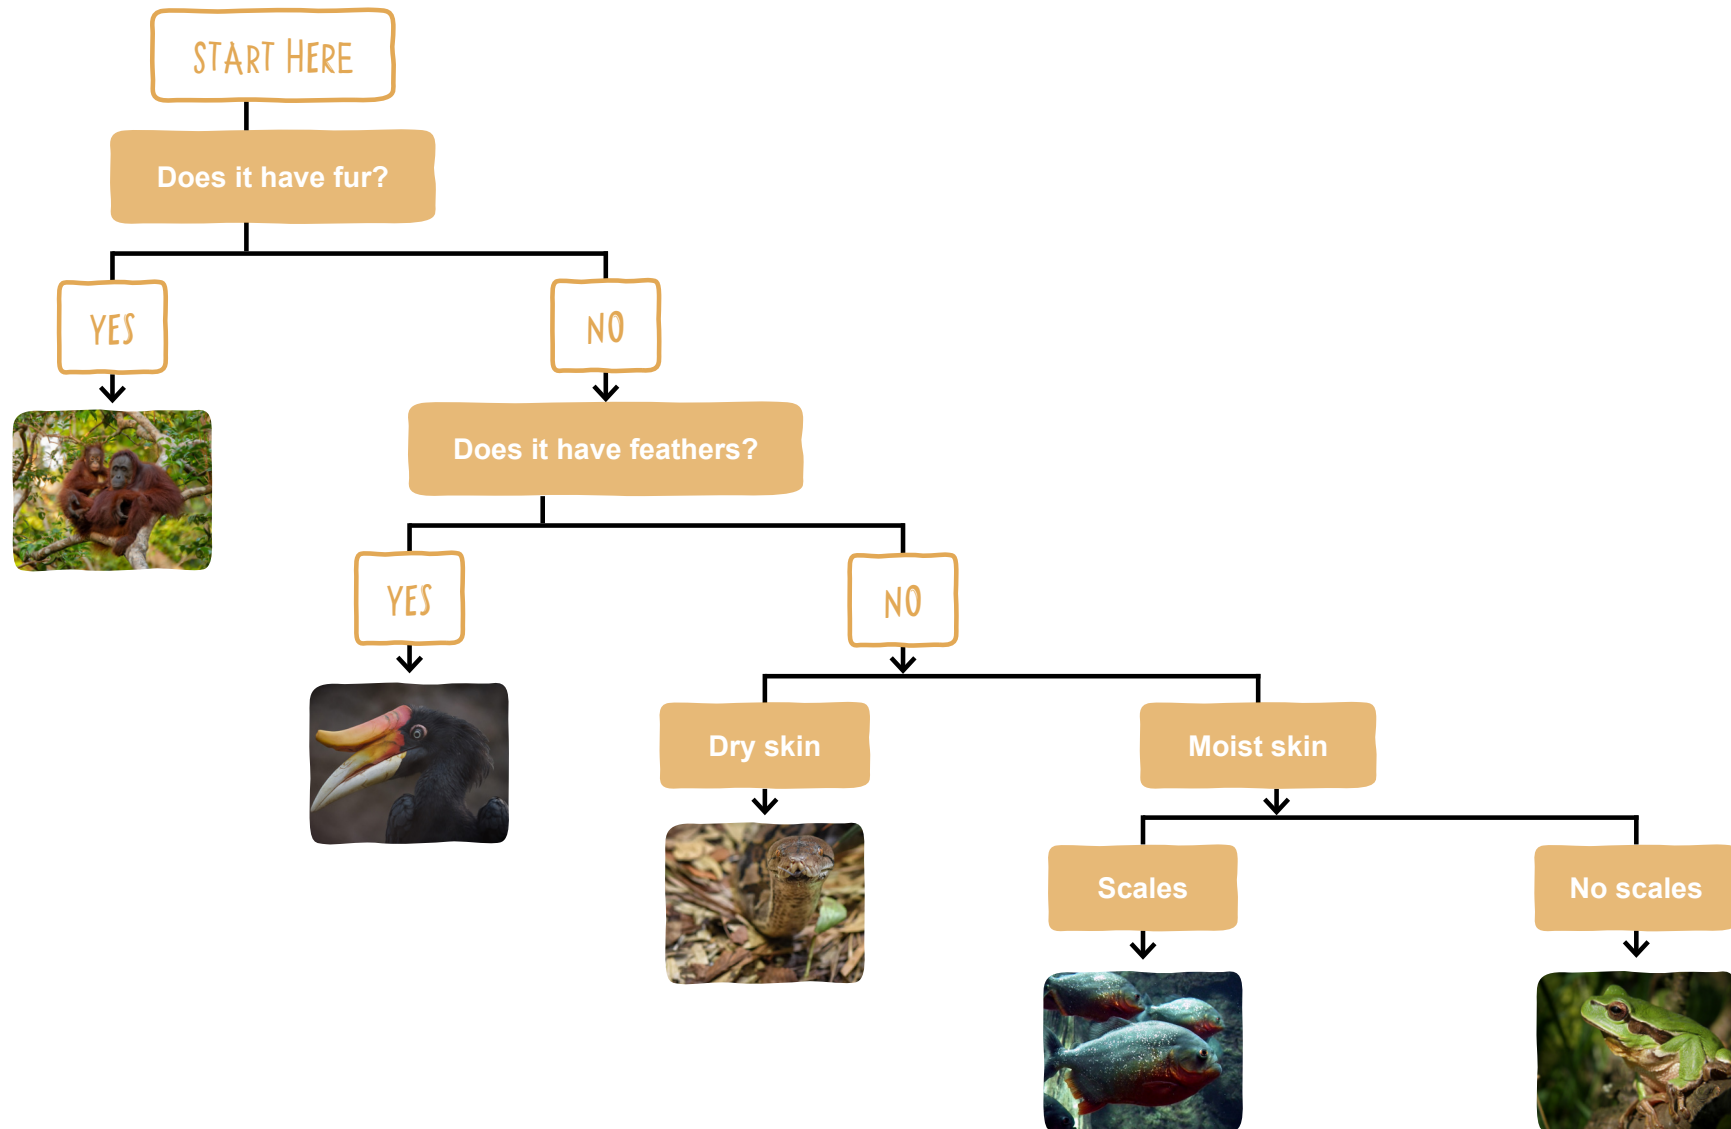 START HERE
Does it have fur?
YES
NO
Does it have feathers?
YES
NO
Dry skin
Moist skin
Scales
No scales